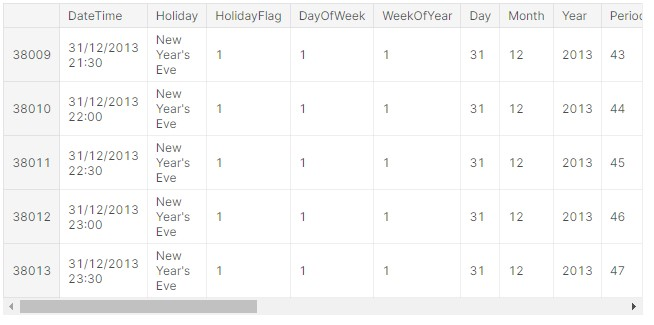 DateTime Holiday HolidayFlag DayOfWeek WeekOfYear Day Month Year Period
38009 31/12/2013 21:30 New Year's Eve 1 1 1 31 12 2013 43
38010 31/12/2013 22:00 New Year's Eve 1 1 1 31 12 2013 44
38011 31/12/2013 22:30 New Year's Eve 1 1 1 31 12 2013 45
38012 31/12/2013 23:00 New Year's Eve 1 1 1 31 12 2013 46
38013 31/12/2013 23:30 New Year's Eve 1 1 1 31 12 2013 47